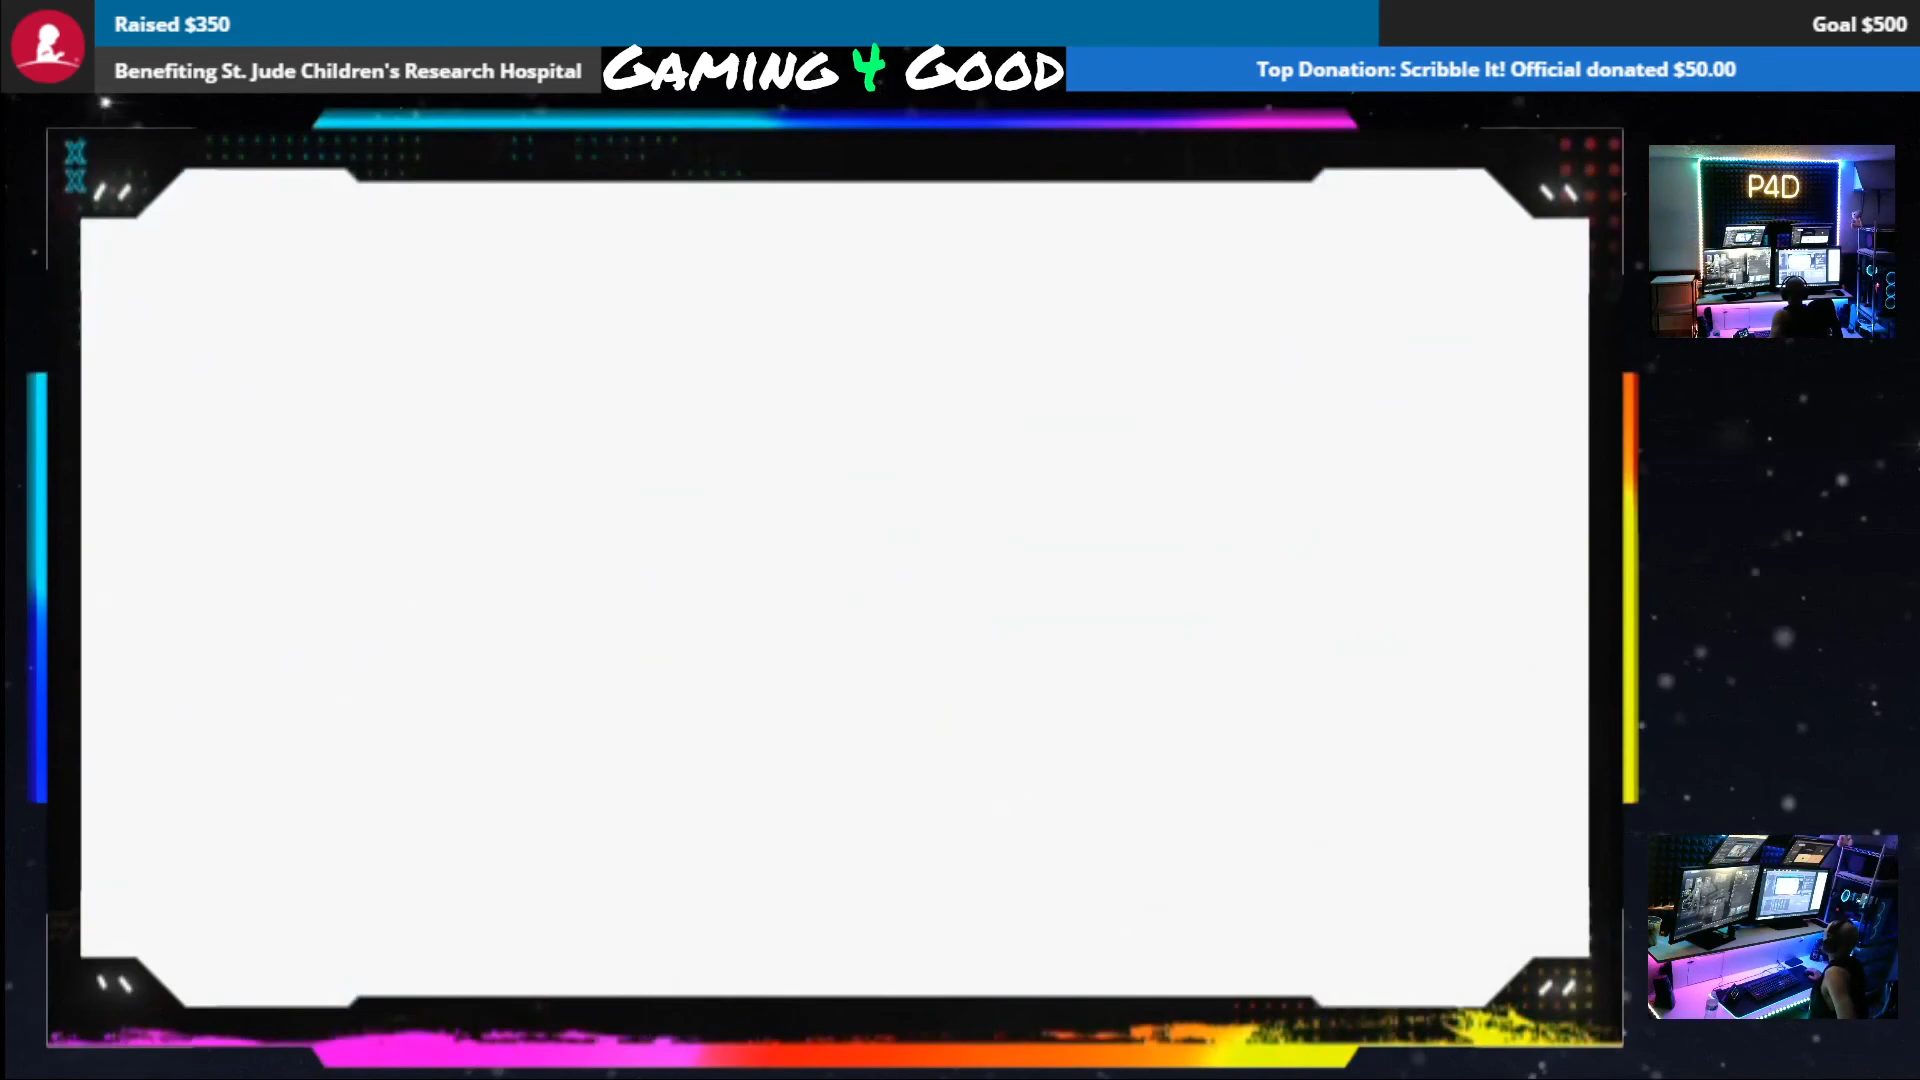 Raised $350
Goal $500
Benefiting St. Jude Children's Research Hospital
Gaming 4 Good
Top Donation: Scribble It! Official donated $50.00
P4D